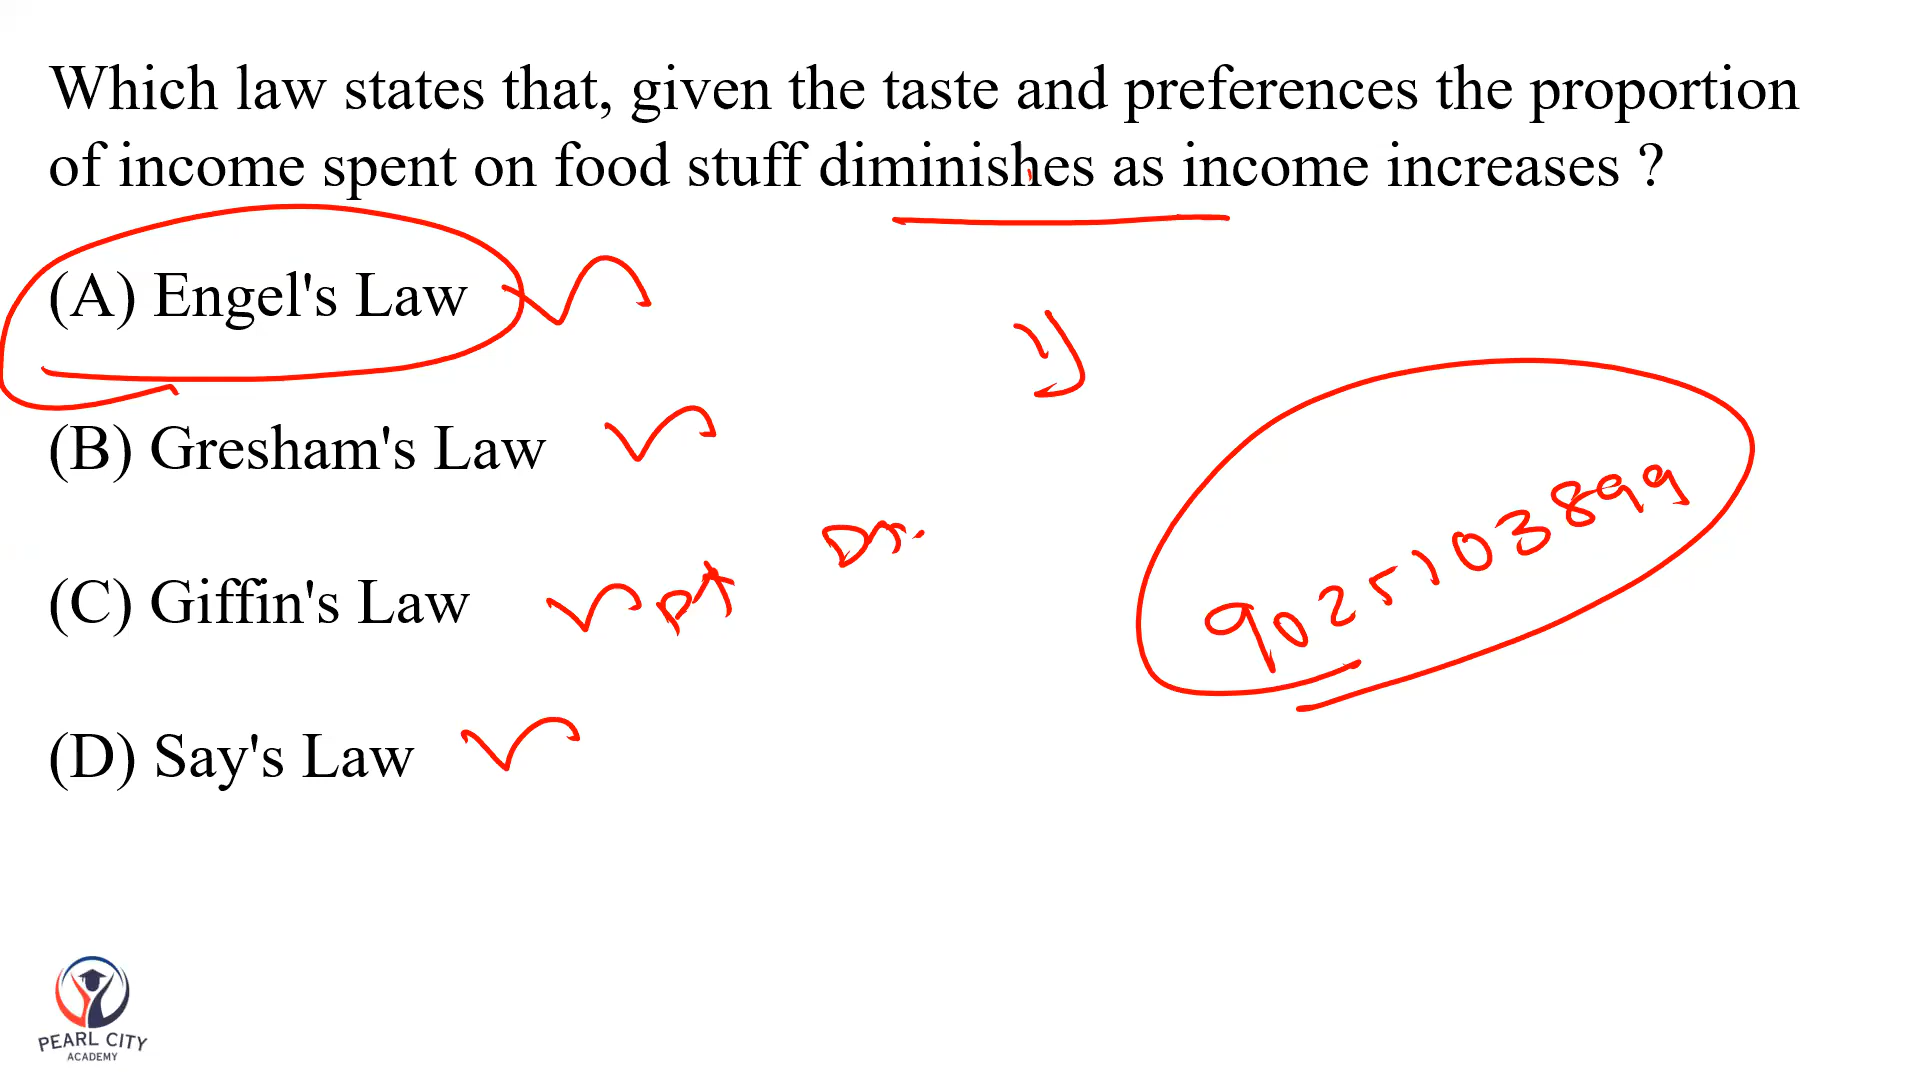 Which law states that, given the taste and preferences the proportion
of income spent on food stuff diminishes as income increases ?
(A) Engel's Law
(B) Gresham's Law
(C) Giffin's Law
P↑
Dr.
(D) Say's Law
9025103899
PEARL CITY
ACADEMY